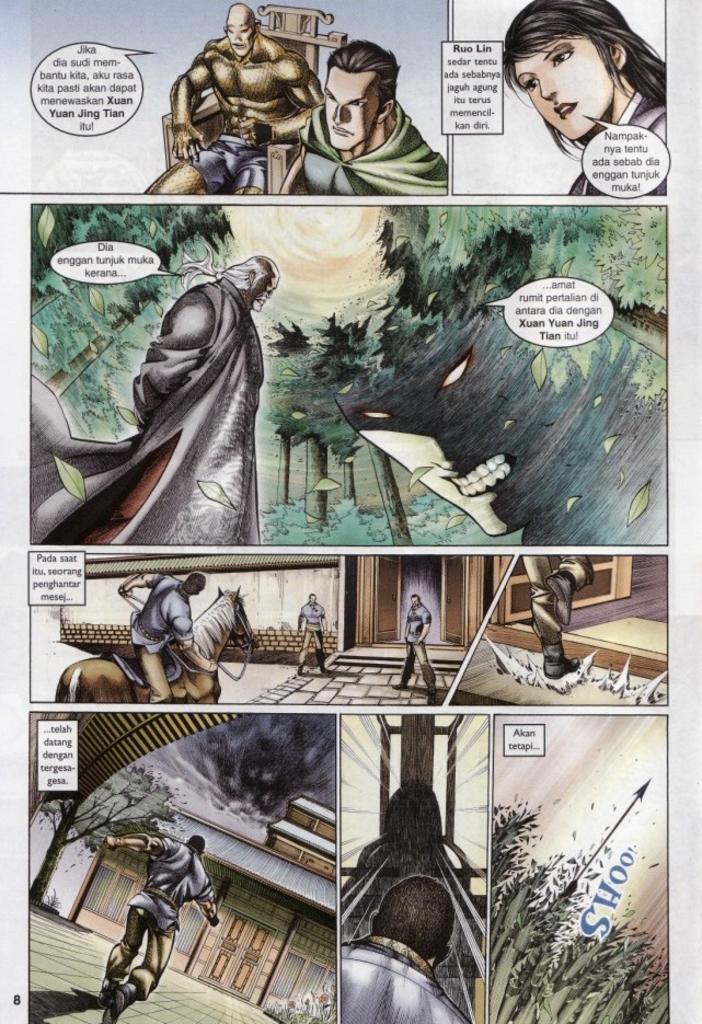 Jika
dia sudi mem-
bantu kita, aku rasa
kita pasti akan dapat
menewaskan Xuan
Yuan Jing Tian
itu!
Ruo Lin
sedar tentu
ada sebabnya
jaguh agung
itu terus
memencil-
kan diri.
Nampak-
nya tentu
ada sebab dia
enggan tunjuk
muka!
Dia
enggan tunjuk muka
kerana...
...amat
rumit pertalian di
antara dia dengan
Xuan Yuan Jing
Tian itu!
Pada saat
itu, seorang
penghantar
mesej...
...telah
datang
dengan
tergesa-
gesa.
Akan
tetapi...
SHOO!
8